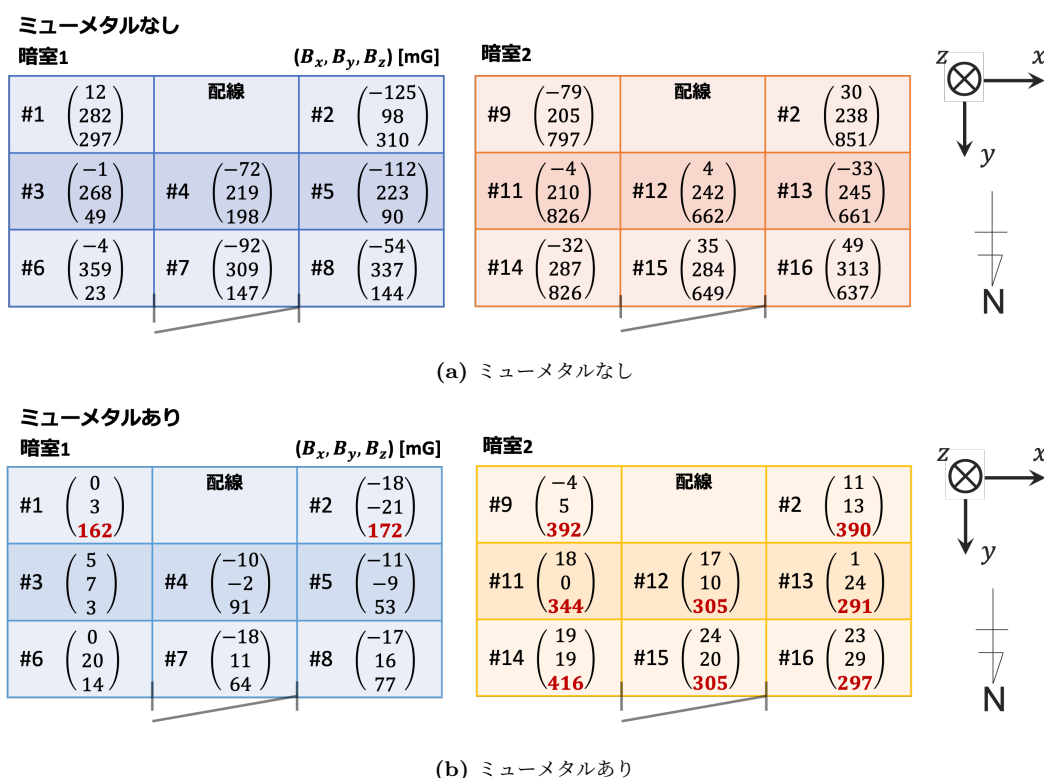 ミューメタルなし
暗室1 (Bx, By, Bz) [mG] 暗室2
#1 (12 282 297) 配線 #2 (−125 98 310) #9 (−79 205 797) 配線 #2 (30 238 851)
#3 (−1 268 49) #4 (−72 219 198) #5 (−112 223 90) #11 (−4 210 826) #12 (4 242 662) #13 (−33 245 661)
#6 (−4 359 23) #7 (−92 309 147) #8 (−54 337 144) #14 (−32 287 826) #15 (35 284 649) #16 (49 313 637)
z x
y
N
(a) ミューメタルなし
ミューメタルあり
暗室1 (Bx, By, Bz) [mG] 暗室2
#1 (0 3 162) 配線 #2 (−18 −21 172) #9 (−4 5 392) 配線 #2 (11 13 390)
#3 (5 7 3) #4 (−10 −2 91) #5 (−11 −9 53) #11 (18 0 344) #12 (17 10 305) #13 (1 24 291)
#6 (0 20 14) #7 (−18 11 64) #8 (−17 16 77) #14 (19 19 416) #15 (24 20 305) #16 (23 29 297)
z x
y
N
(b) ミューメタルあり